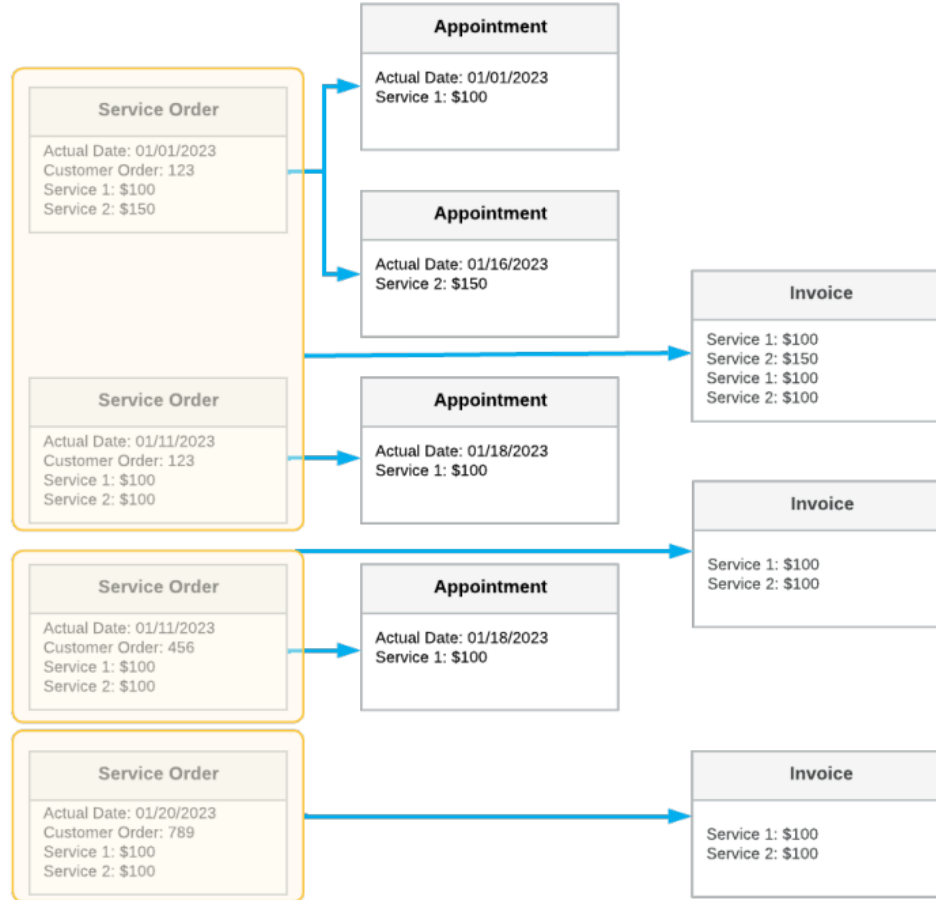 Appointment
Actual Date: 01/01/2023
Service 1: $100
Service Order
Actual Date: 01/01/2023
Customer Order: 123
Service 1: $100
Service 2: $150
Appointment
Actual Date: 01/16/2023
Service 2: $150
Invoice
Service 1: $100
Service 2: $150
Service 1: $100
Service 2: $100
Service Order
Actual Date: 01/11/2023
Customer Order: 123
Service 1: $100
Service 2: $100
Appointment
Actual Date: 01/18/2023
Service 1: $100
Invoice
Service 1: $100
Service 2: $100
Service Order
Actual Date: 01/11/2023
Customer Order: 456
Service 1: $100
Service 2: $100
Appointment
Actual Date: 01/18/2023
Service 1: $100
Service Order
Actual Date: 01/20/2023
Customer Order: 789
Service 1: $100
Service 2: $100
Invoice
Service 1: $100
Service 2: $100